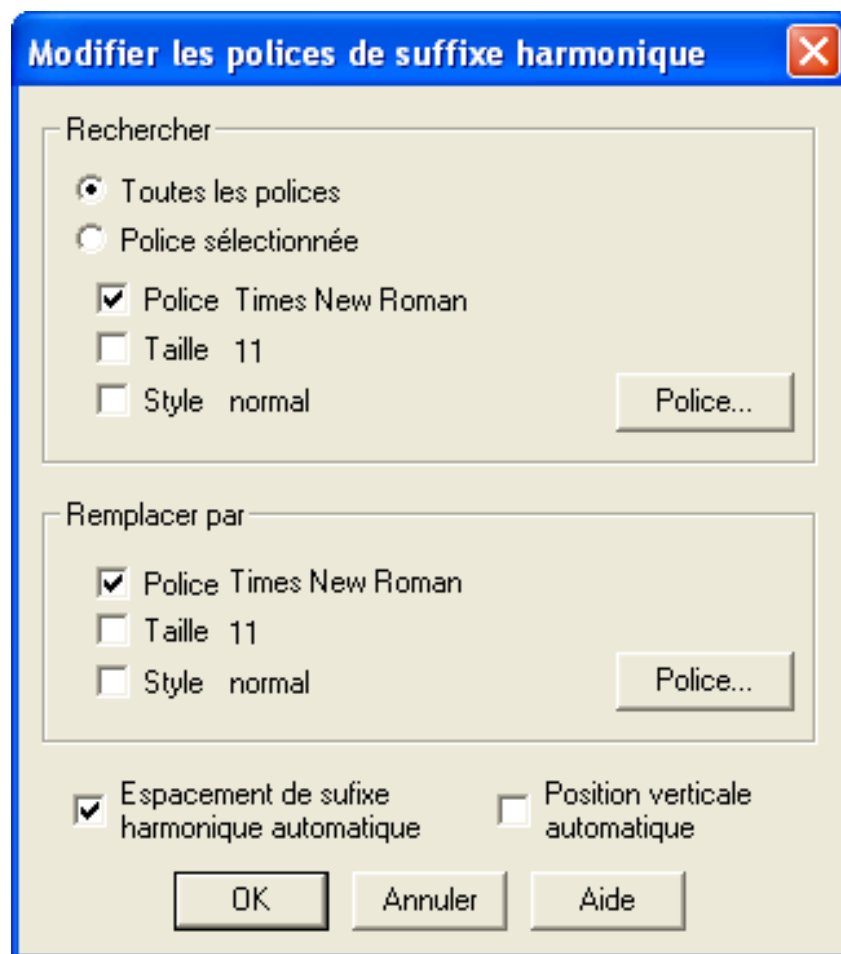 Modifier les polices de suffixe harmonique
Rechercher
Toutes les polices
Police sélectionnée
Police Times New Roman
Taille 11
Style normal
Police...
Remplacer par
Police Times New Roman
Taille 11
Style normal
Police...
Espacement de sufixe
harmonique automatique
Position verticale
automatique
OK Annuler Aide